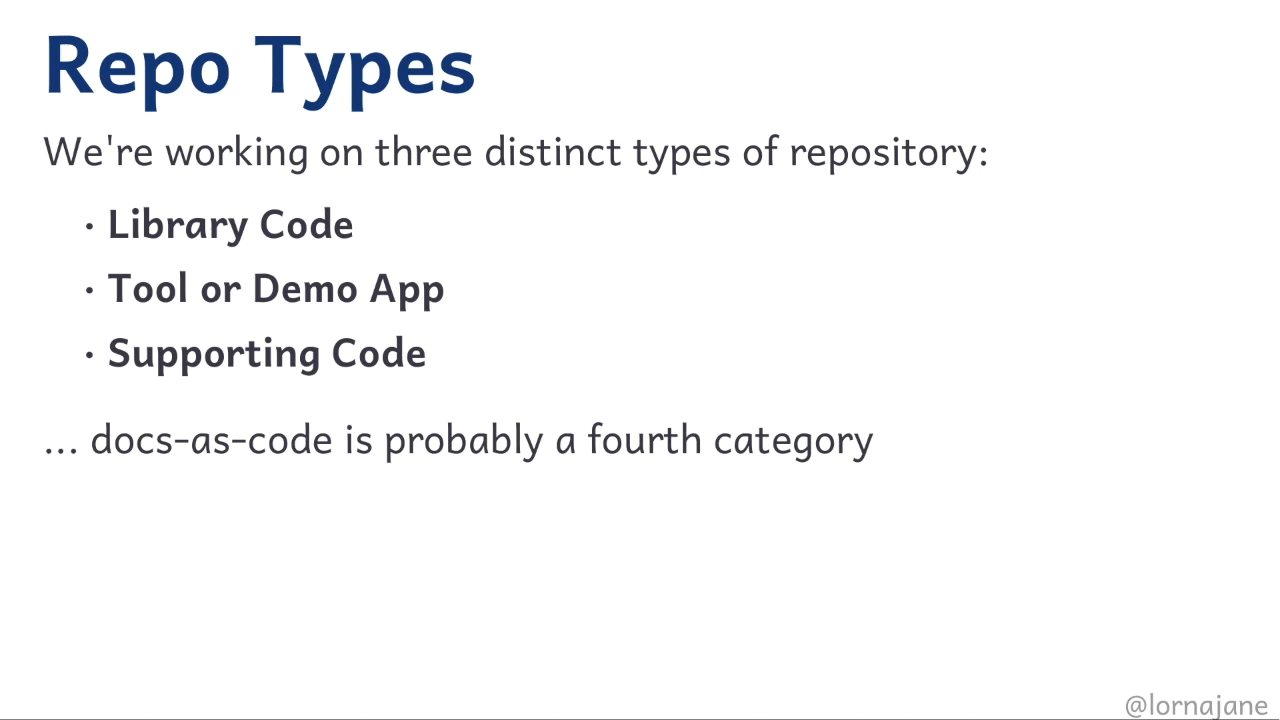 Repo Types
We're working on three distinct types of repository:
· Library Code
· Tool or Demo App
· Supporting Code
... docs-as-code is probably a fourth category
@lornajane